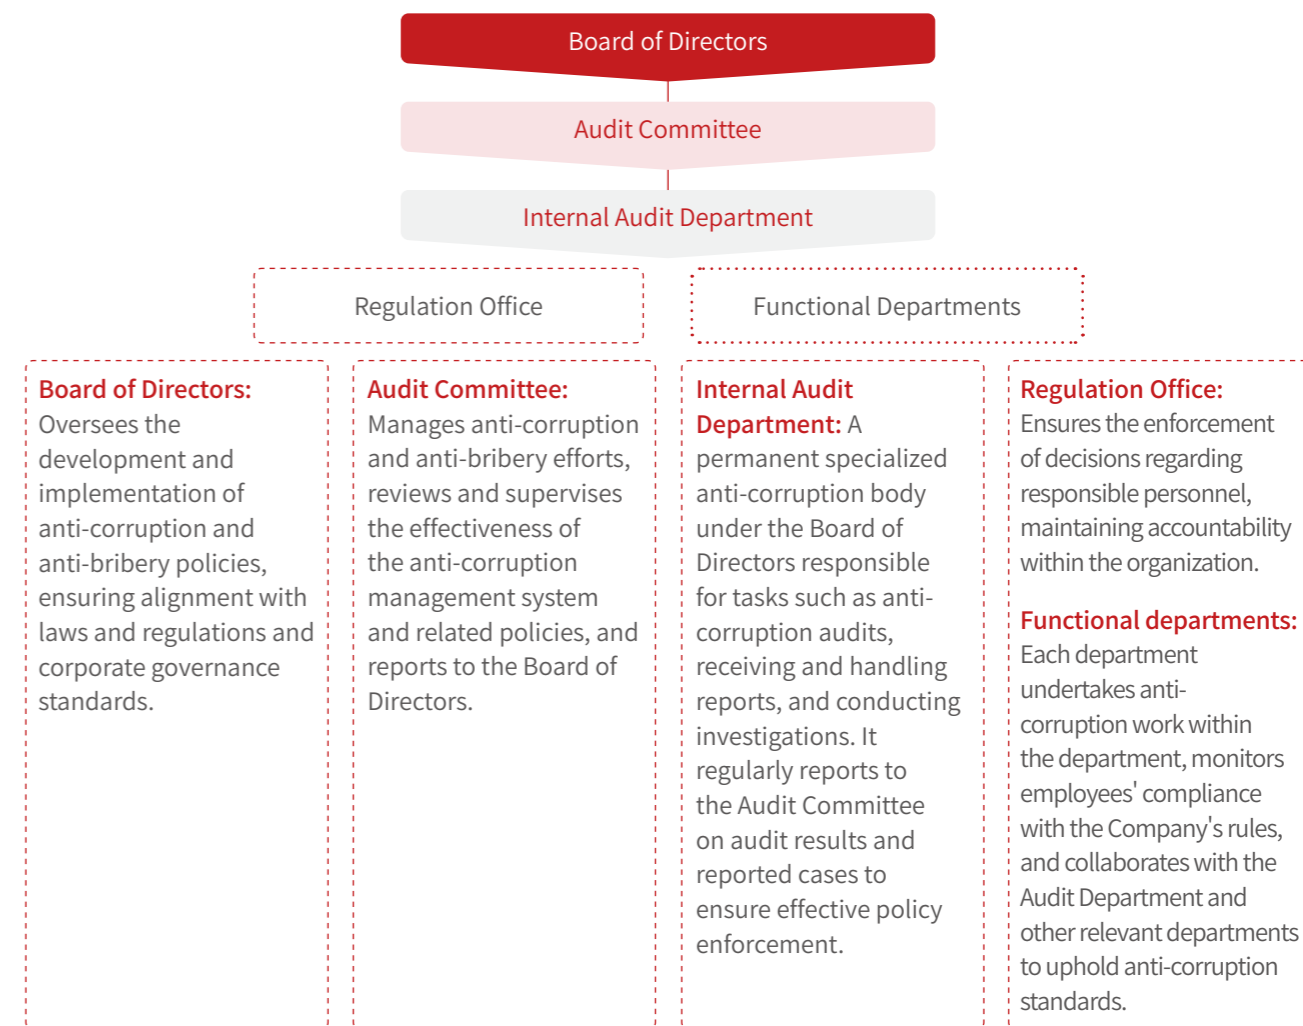 Board of Directors
Audit Committee
Internal Audit Department
Regulation Office
Functional Departments
Board of Directors:
Oversees the
development and
implementation of
anti-corruption and
anti-bribery policies,
ensuring alignment with
laws and regulations and
corporate governance
standards.
Audit Committee:
Manages anti-corruption
and anti-bribery efforts,
reviews and supervises
the effectiveness of
the anti-corruption
management system
and related policies, and
reports to the Board of
Directors.
Internal Audit
Department: A
permanent specialized
anti-corruption body
under the Board of
Directors responsible
for tasks such as anti-
corruption audits,
receiving and handling
reports, and conducting
investigations. It
regularly reports to
the Audit Committee
on audit results and
reported cases to
ensure effective policy
enforcement.
Regulation Office:
Ensures the enforcement
of decisions regarding
responsible personnel,
maintaining accountability
within the organization.
Functional departments:
Each department
undertakes anti-
corruption work within
the department, monitors
employees' compliance
with the Company's rules,
and collaborates with the
Audit Department and
other relevant departments
to uphold anti-corruption
standards.